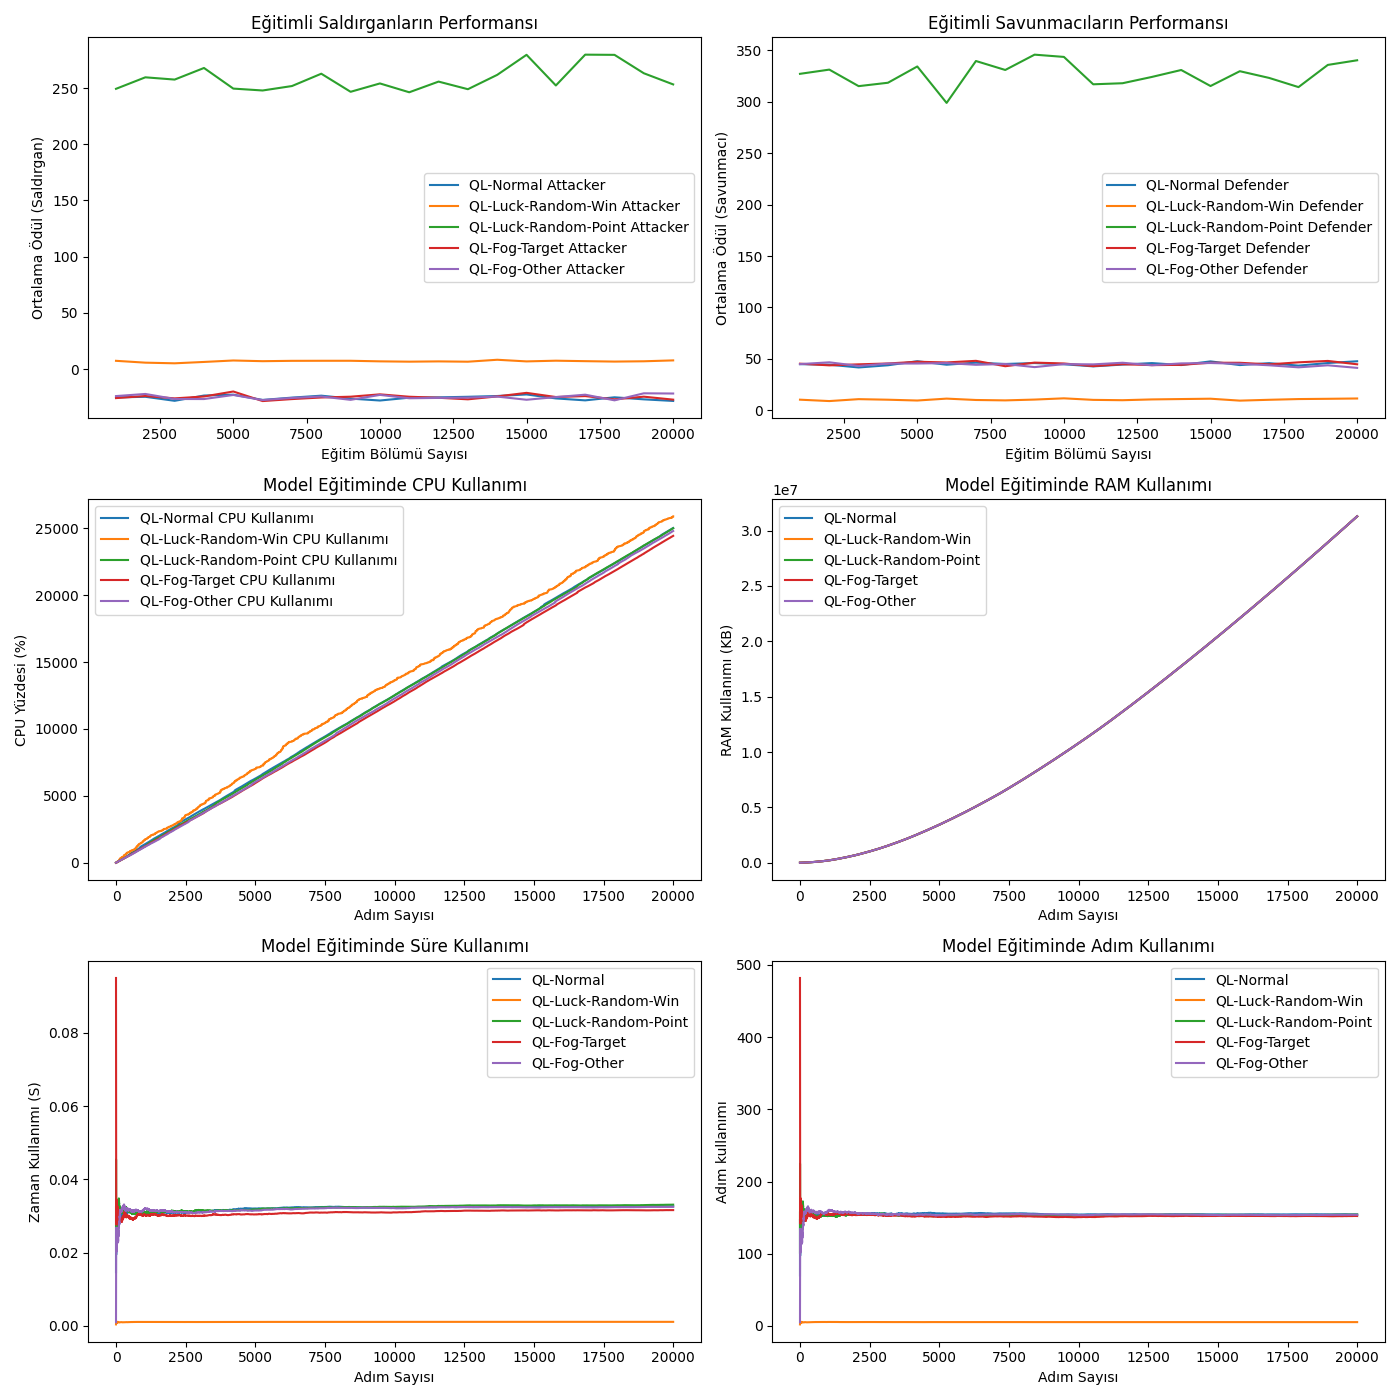 Eğitimli Saldırganların Performansı
Ortalama Ödül (Saldırgan)
250
200
150
100
50
0
QL-Normal Attacker
QL-Luck-Random-Win Attacker
QL-Luck-Random-Point Attacker
QL-Fog-Target Attacker
QL-Fog-Other Attacker
2500 5000 7500 10000 12500 15000 17500 20000
Eğitim Bölümü Sayısı
Eğitimli Savunmacıların Performansı
Ortalama Ödül (Savunmacı)
350
300
250
200
150
100
50
0
QL-Normal Defender
QL-Luck-Random-Win Defender
QL-Luck-Random-Point Defender
QL-Fog-Target Defender
QL-Fog-Other Defender
2500 5000 7500 10000 12500 15000 17500 20000
Eğitim Bölümü Sayısı
Model Eğitiminde CPU Kullanımı
CPU Yüzdesi (%)
25000
20000
15000
10000
5000
0
QL-Normal CPU Kullanımı
QL-Luck-Random-Win CPU Kullanımı
QL-Luck-Random-Point CPU Kullanımı
QL-Fog-Target CPU Kullanımı
QL-Fog-Other CPU Kullanımı
0 2500 5000 7500 10000 12500 15000 17500 20000
Adım Sayısı
Model Eğitiminde RAM Kullanımı
1e7
RAM Kullanımı (KB)
3.0
2.5
2.0
1.5
1.0
0.5
0.0
QL-Normal
QL-Luck-Random-Win
QL-Luck-Random-Point
QL-Fog-Target
QL-Fog-Other
0 2500 5000 7500 10000 12500 15000 17500 20000
Adım Sayısı
Model Eğitiminde Süre Kullanımı
Zaman Kullanımı (S)
0.08
0.06
0.04
0.02
0.00
QL-Normal
QL-Luck-Random-Win
QL-Luck-Random-Point
QL-Fog-Target
QL-Fog-Other
0 2500 5000 7500 10000 12500 15000 17500 20000
Adım Sayısı
Model Eğitiminde Adım Kullanımı
Adım kullanımı
500
400
300
200
100
0
QL-Normal
QL-Luck-Random-Win
QL-Luck-Random-Point
QL-Fog-Target
QL-Fog-Other
0 2500 5000 7500 10000 12500 15000 17500 20000
Adım Sayısı